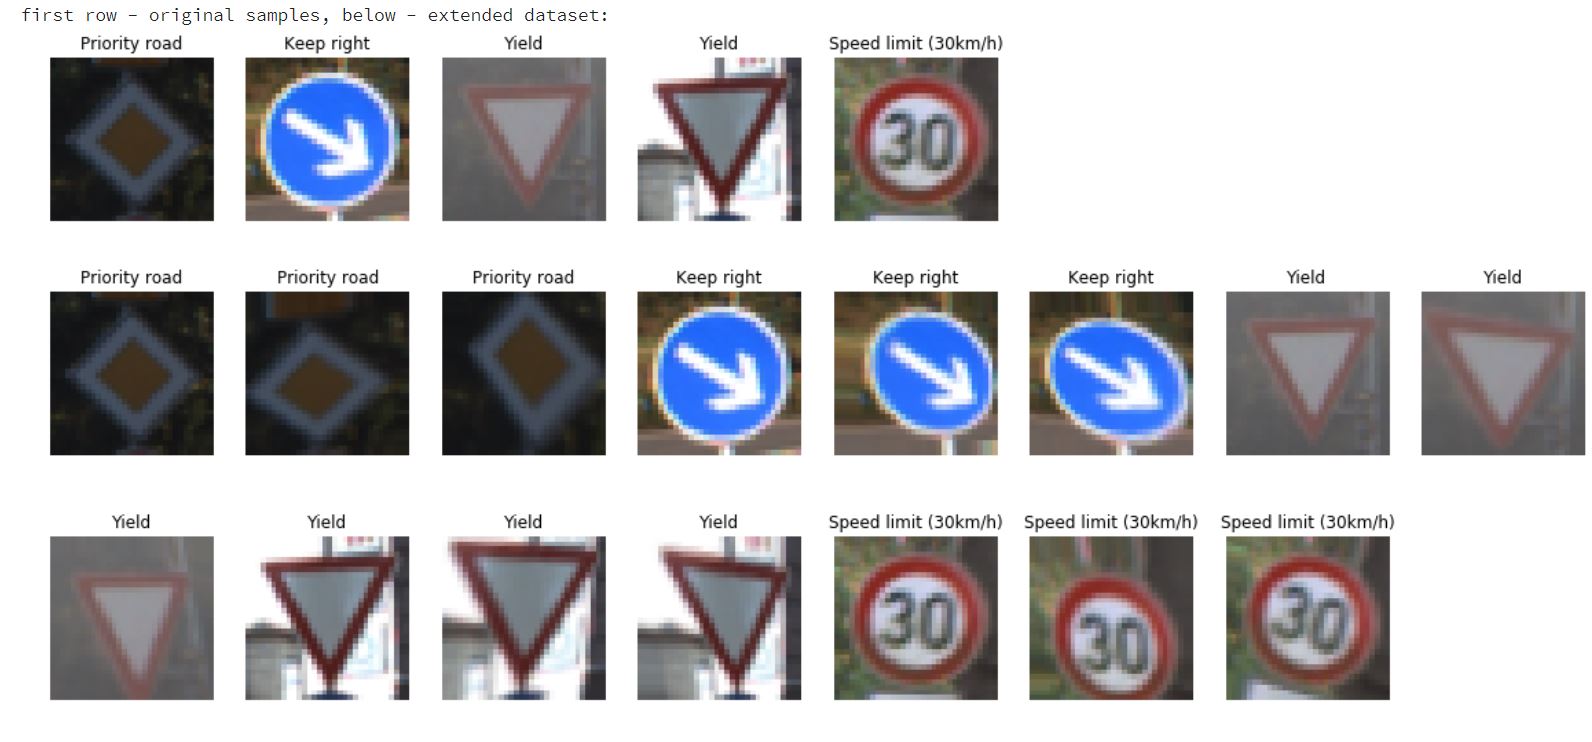 first row - original samples, below - extended dataset:
Priority road Keep right Yield Yield Speed limit (30km/h)
30
Priority road Priority road Priority road Keep right Keep right Keep right Yield Yield
Yield Yield Yield Yield Speed limit (30km/h) Speed limit (30km/h) Speed limit (30km/h)
30 30 30